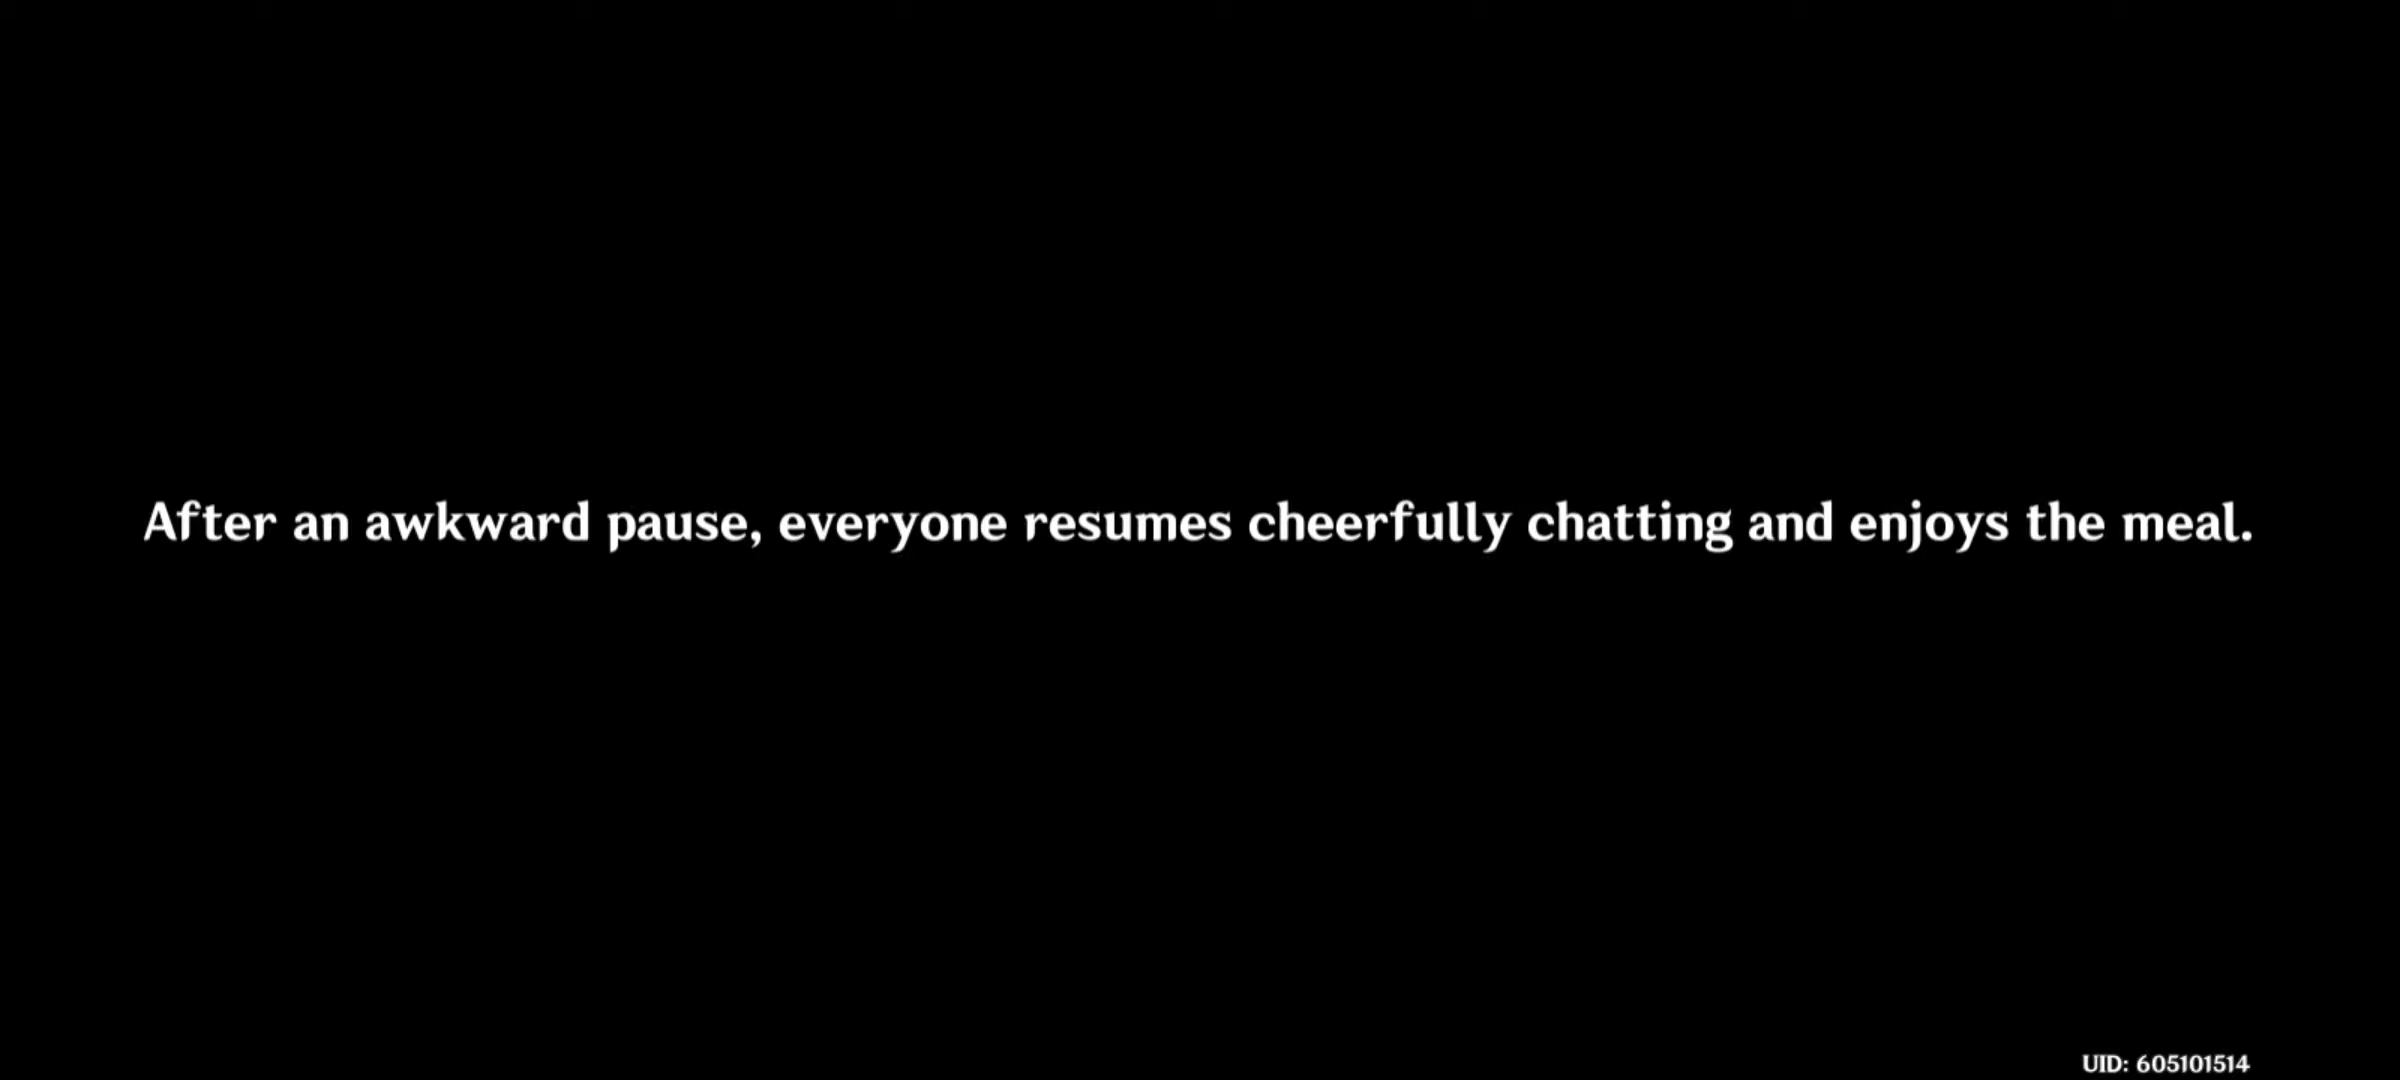 After an awkward pause, everyone resumes cheerfully chatting and enjoys the meal.
UID: 605101514